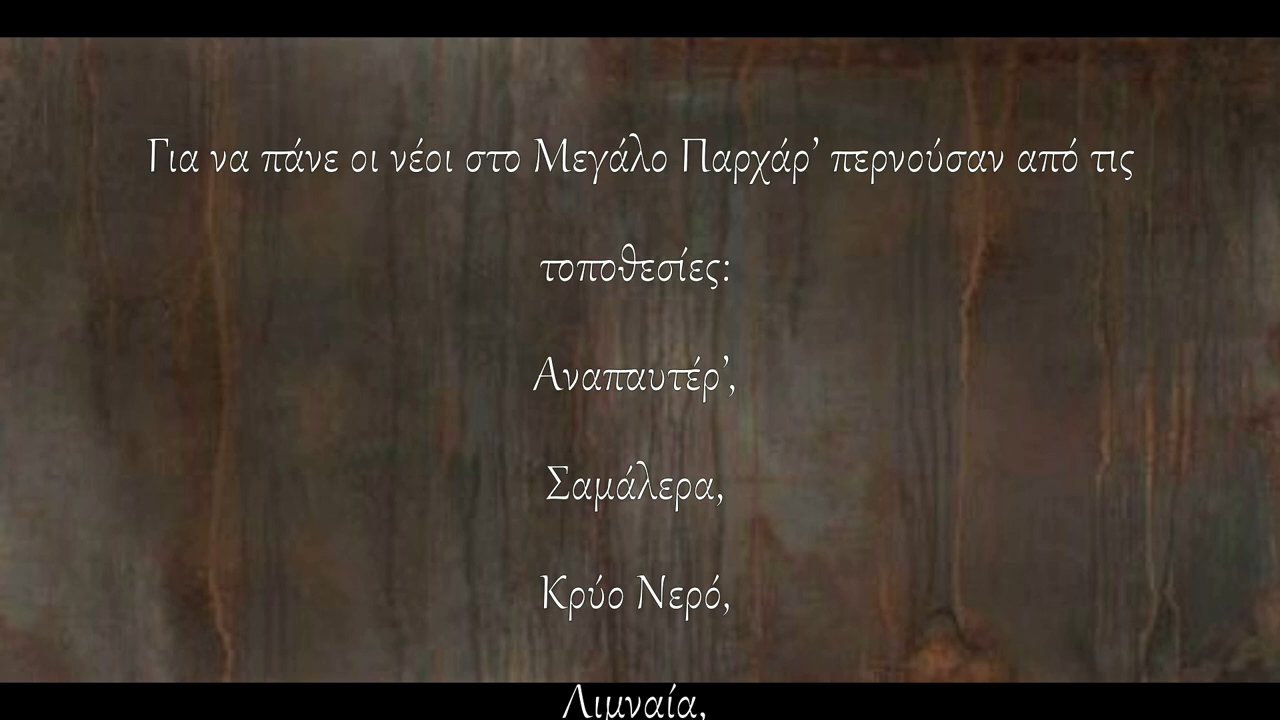 Για να πάνε οι νέοι στο Μεγάλο Παρχάρ’ περνούσαν από τις
τοποθεσίες:
Αναπαυτέρ’,
Σαμάλερα,
Κρύο Νερό,
Λιμναία,